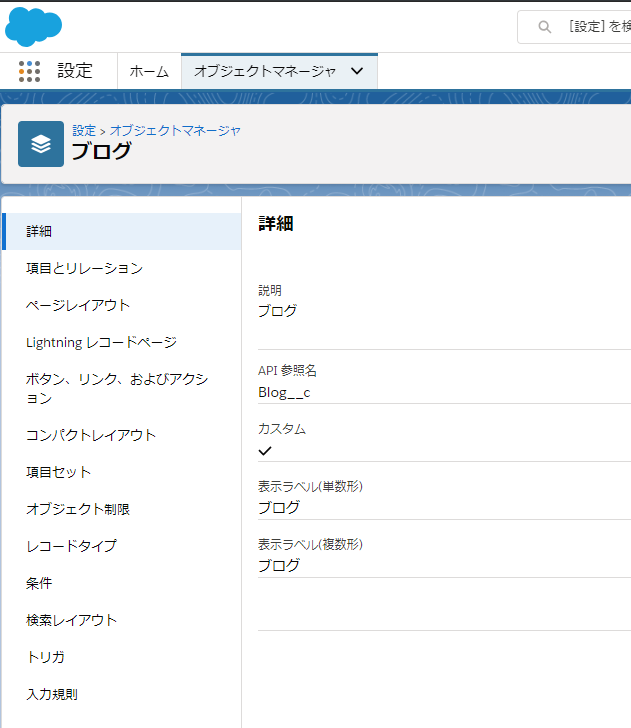 [設定] を検
設定
ホーム
オブジェクトマネージャ
設定 > オブジェクトマネージャ
ブログ
詳細
項目とリレーション
ページレイアウト
Lightning レコードページ
ボタン、リンク、およびアクシ
ョン
コンパクトレイアウト
項目セット
オブジェクト制限
レコードタイプ
条件
検索レイアウト
トリガ
入力規則
詳細
説明
ブログ
API 参照名
Blog__c
カスタム
表示ラベル(単数形)
ブログ
表示ラベル(複数形)
ブログ